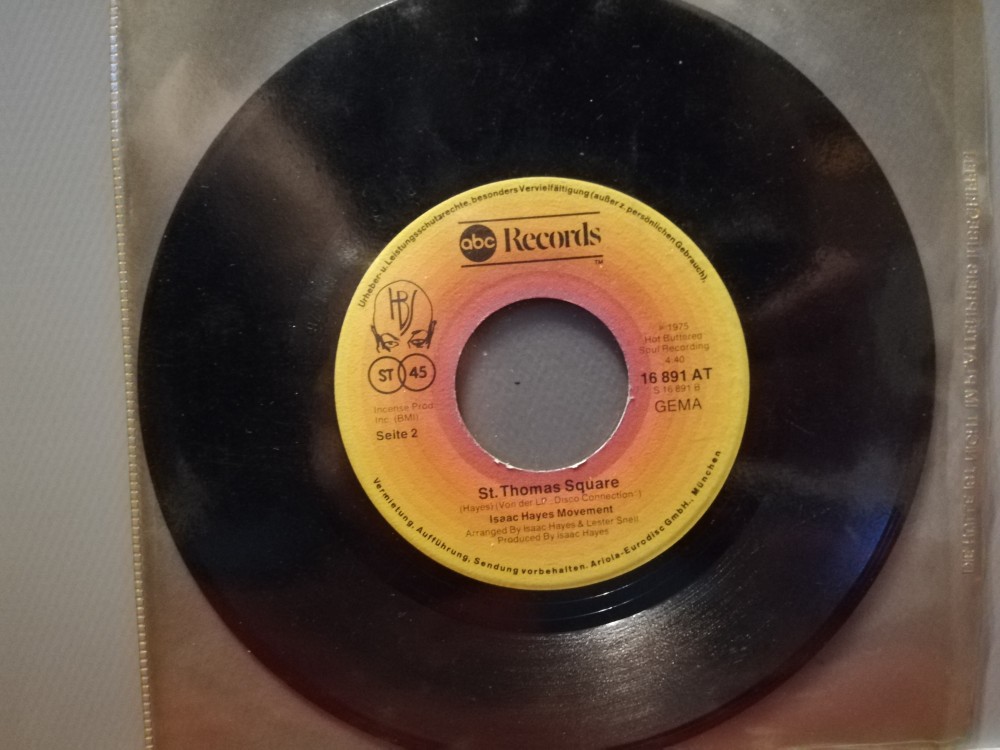 Urheber- u. Leistungsschutzrechte, besonders Vervielfältigung (außer z. persönlichen Gebrauch),
abc Records
TM
HBS
ST 45
Incense Prod.
Inc. (BMI)
Seite 2
℗ 1975
Hot Buttered
Soul Recording
4:40
16 891 AT
S 16 891 B
GEMA
St. Thomas Square
(Hayes) (Von der LP „Disco Connection")
Isaac Hayes Movement
Arranged By Isaac Hayes & Lester Snell
Produced By Isaac Hayes
Vermietung, Aufführung, Sendung vorbehalten. Ariola-Eurodisc GmbH., München